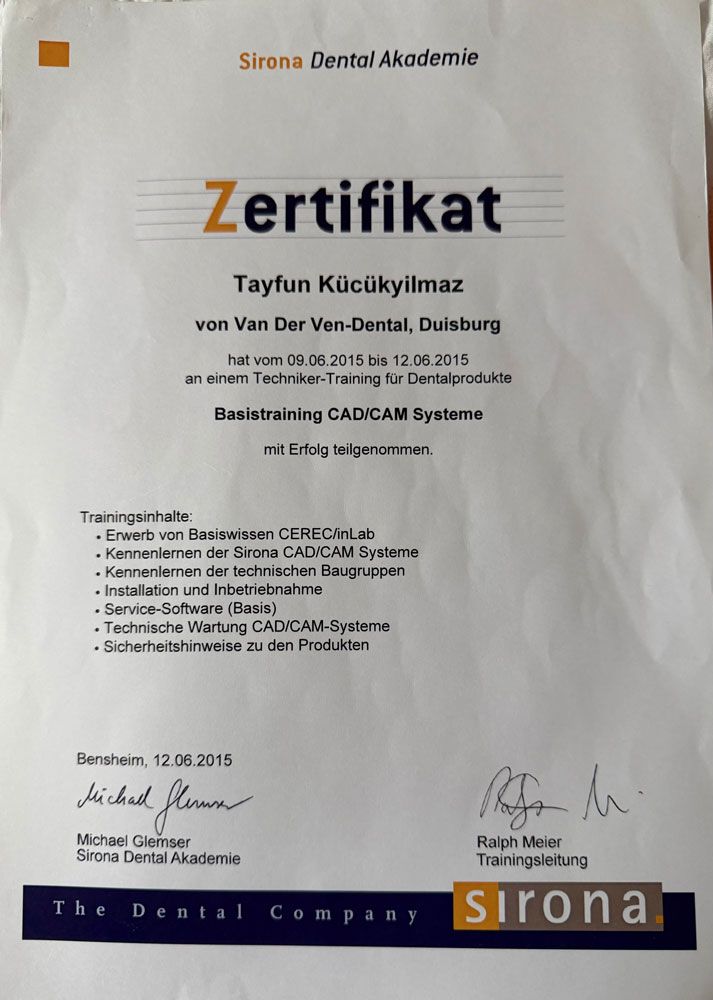 Sirona Dental Akademie
Zertifikat
Tayfun Kücükyilmaz
von Van Der Ven-Dental, Duisburg
hat vom 09.06.2015 bis 12.06.2015
an einem Techniker-Training für Dentalprodukte
Basistraining CAD/CAM Systeme
mit Erfolg teilgenommen.
Trainingsinhalte:
• Erwerb von Basiswissen CEREC/inLab
• Kennenlernen der Sirona CAD/CAM Systeme
• Kennenlernen der technischen Baugruppen
• Installation und Inbetriebnahme
• Service-Software (Basis)
• Technische Wartung CAD/CAM-Systeme
• Sicherheitshinweise zu den Produkten
Bensheim, 12.06.2015
Michael Glemser
Michael Glemser
Sirona Dental Akademie
Ralph Meier
Trainingsleitung
The Dental Company
sirona.